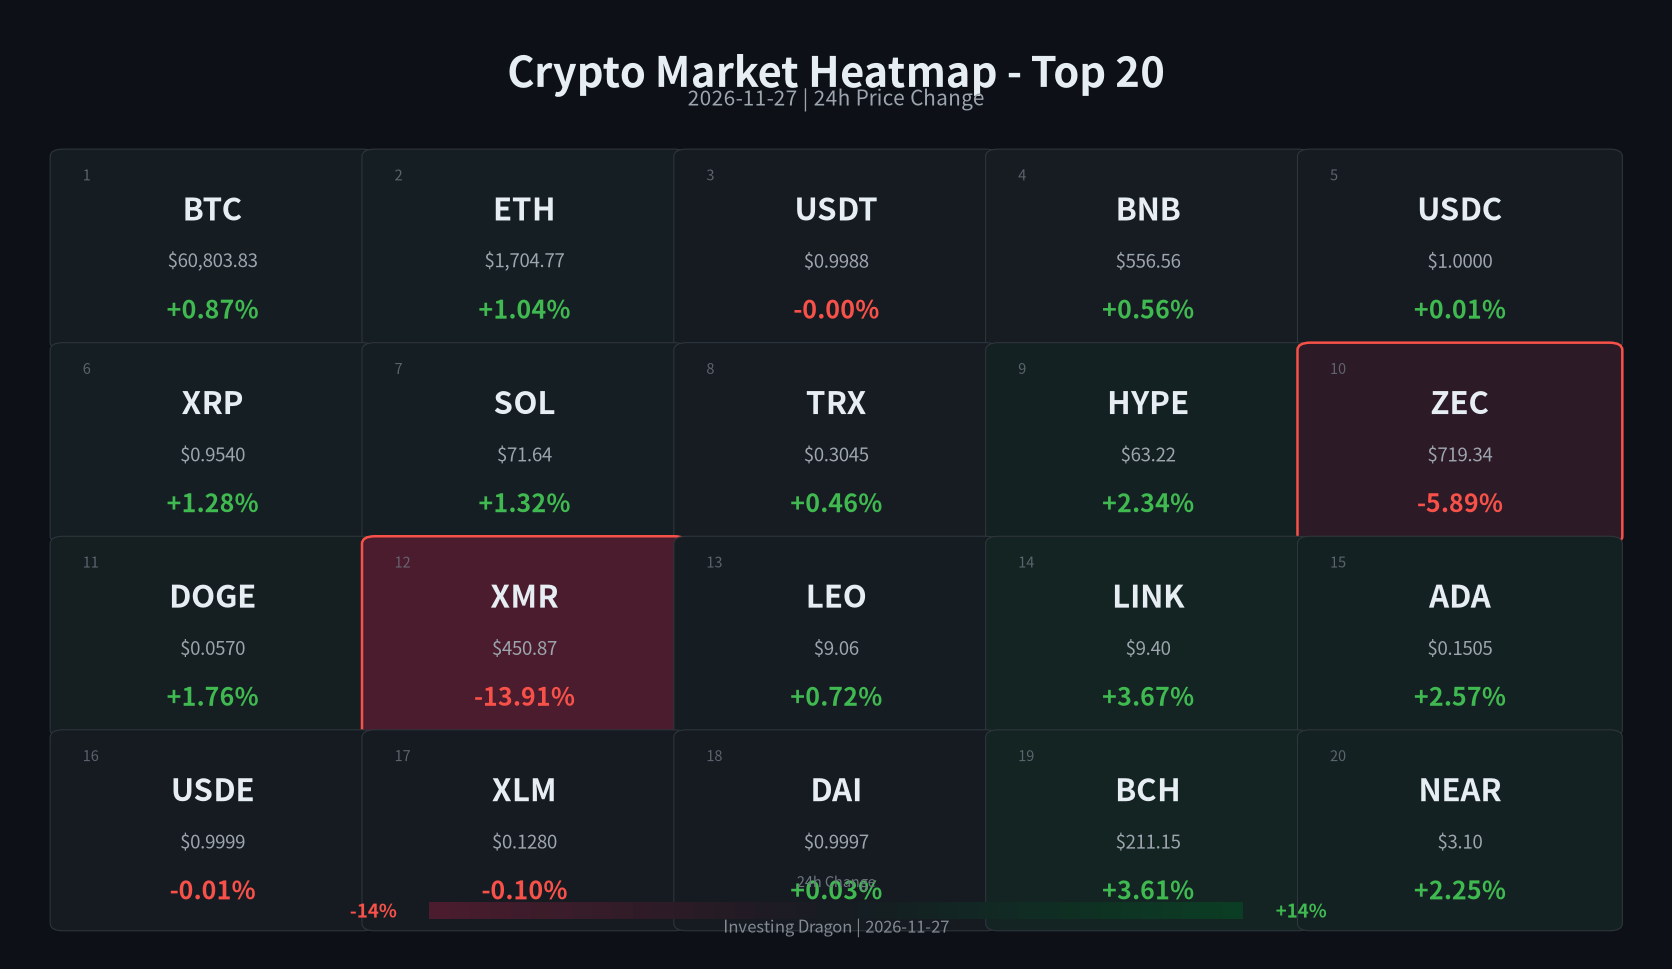 Crypto Market Heatmap - Top 20
2026-11-27 | 24h Price Change
1
BTC
$60,803.83
+0.87%
2
ETH
$1,704.77
+1.04%
3
USDT
$0.9988
-0.00%
4
BNB
$556.56
+0.56%
5
USDC
$1.0000
+0.01%
6
XRP
$0.9540
+1.28%
7
SOL
$71.64
+1.32%
8
TRX
$0.3045
+0.46%
9
HYPE
$63.22
+2.34%
10
ZEC
$719.34
-5.89%
11
DOGE
$0.0570
+1.76%
12
XMR
$450.87
-13.91%
13
LEO
$9.06
+0.72%
14
LINK
$9.40
+3.67%
15
ADA
$0.1505
+2.57%
16
USDE
$0.9999
-0.01%
17
XLM
$0.1280
-0.10%
18
DAI
$0.9997
+0.03%
19
BCH
$211.15
+3.61%
20
NEAR
$3.10
+2.25%
24h Change
-14%
+14%
Investing Dragon | 2026-11-27